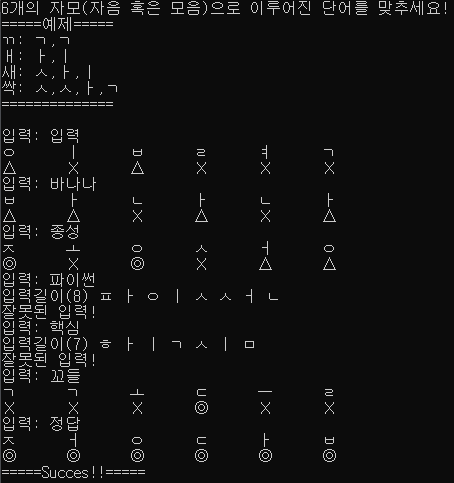 6개의 자모(자음 혹은 모음)으로 이루어진 단어를 맞추세요!
=====예제=====
ㄲ: ㄱ,ㄱ
ㅐ: ㅏ,ㅣ
새: ㅅ,ㅏ,ㅣ
싹: ㅅ,ㅅ,ㅏ,ㄱ
==============
입력: 입력
ㅇ ㅣ ㅂ ㄹ ㅕ ㄱ
△ X △ X X X
입력: 바나나
ㅂ ㅏ ㄴ ㅏ ㄴ ㅏ
△ △ X △ X △
입력: 종성
ㅈ ㅗ ㅇ ㅅ ㅓ ㅇ
◎ X ◎ X △ △
입력: 파이썬
입력길이(8) ㅍ ㅏ ㅇ ㅣ ㅅ ㅅ ㅓ ㄴ
잘못된 입력!
입력: 핵심
입력길이(7) ㅎ ㅏ ㅣ ㄱ ㅅ ㅣ ㅁ
잘못된 입력!
입력: 꼬들
ㄱ ㄱ ㅗ ㄷ ㅡ ㄹ
X X X ◎ X X
입력: 정답
ㅈ ㅓ ㅇ ㄷ ㅏ ㅂ
◎ ◎ ◎ ◎ ◎ ◎
=====Succes!!=====